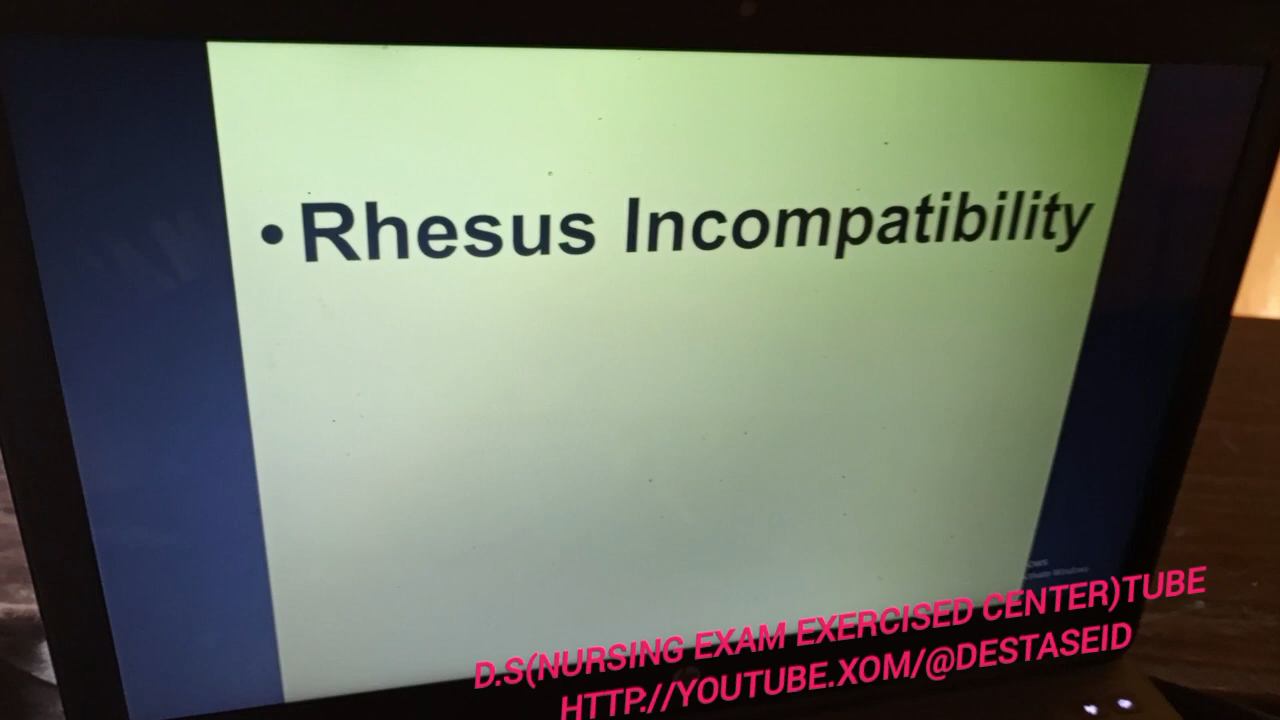 • Rhesus Incompatibility
D.S(NURSING EXAM EXERCISED CENTER)TUBE
HTTP://YOUTUBE.XOM/@DESTASEID